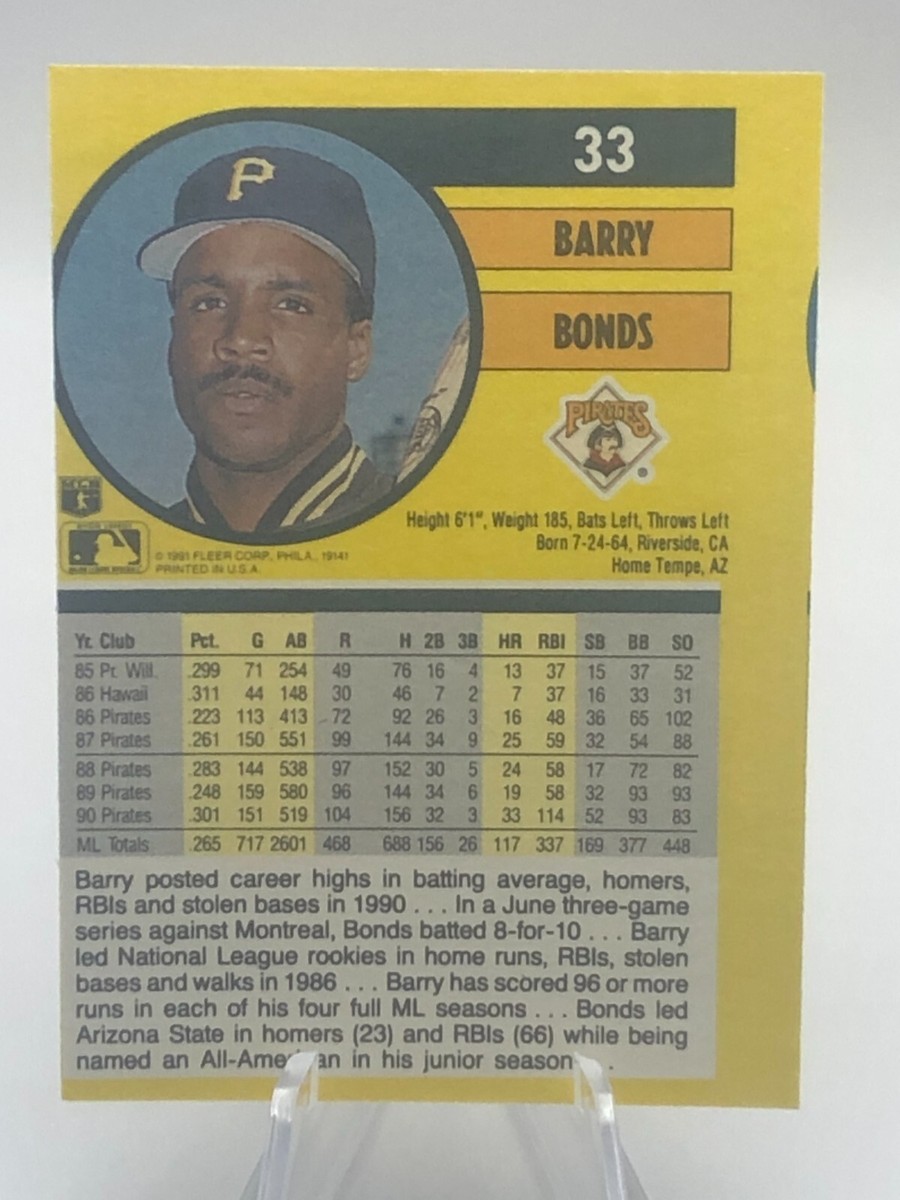 33
P
BARRY
BONDS
PIRATES
Height 6'1", Weight 185, Bats Left, Throws Left
Born 7-24-64, Riverside, CA
Home Tempe, AZ
© 1991 FLEER CORP., PHILA., 19141
PRINTED IN U.S.A.
Yr. Club Pct. G AB R H 2B 3B HR RBI SB BB SO
85 Pr. Will. .299 71 254 49 76 16 4 13 37 15 37 52
86 Hawaii .311 44 148 30 46 7 2 7 37 16 33 31
86 Pirates .223 113 413 72 92 26 3 16 48 36 65 102
87 Pirates .261 150 551 99 144 34 9 25 59 32 54 88
88 Pirates .283 144 538 97 152 30 5 24 58 17 72 82
89 Pirates .248 159 580 96 144 34 6 19 58 32 93 93
90 Pirates .301 151 519 104 156 32 3 33 114 52 93 83
ML Totals .265 717 2601 468 688 156 26 117 337 169 377 448
Barry posted career highs in batting average, homers,
RBIs and stolen bases in 1990 . . . In a June three-game
series against Montreal, Bonds batted 8-for-10 . . . Barry
led National League rookies in home runs, RBIs, stolen
bases and walks in 1986 . . . Barry has scored 96 or more
runs in each of his four full ML seasons . . . Bonds led
Arizona State in homers (23) and RBIs (66) while being
named an All-American in his junior season . . .